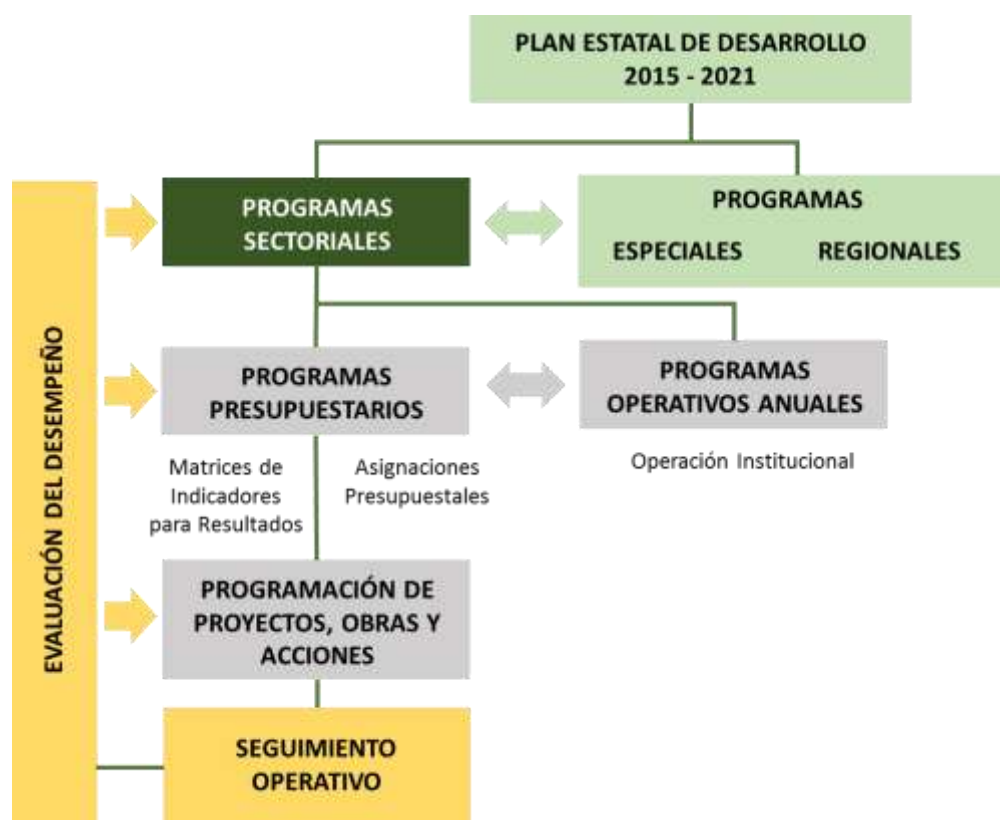 PLAN ESTATAL DE DESARROLLO
2015 - 2021
PROGRAMAS
SECTORIALES
PROGRAMAS
ESPECIALES REGIONALES
EVALUACIÓN DEL DESEMPEÑO
PROGRAMAS
PRESUPUESTARIOS
PROGRAMAS
OPERATIVOS ANUALES
Matrices de
Indicadores
para Resultados
Asignaciones
Presupuestales
Operación Institucional
PROGRAMACIÓN DE
PROYECTOS, OBRAS Y
ACCIONES
SEGUIMIENTO
OPERATIVO